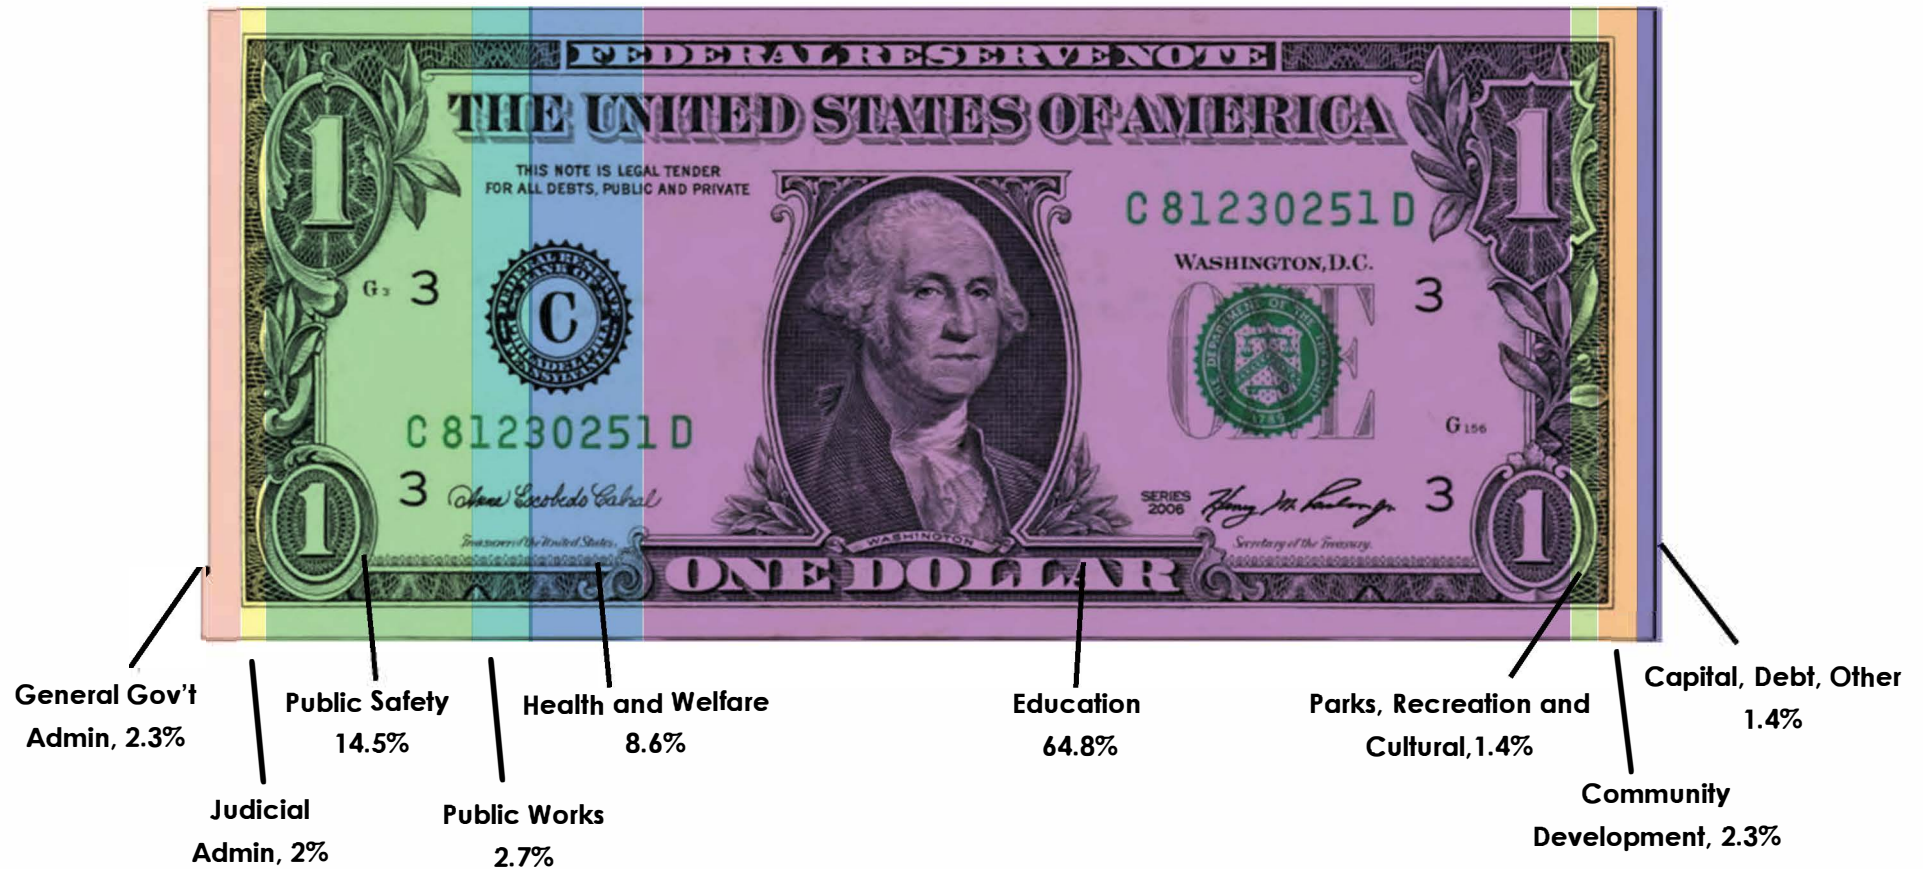 FEDERAL RESERVE NOTE
THE UNITED STATES OF AMERICA
THIS NOTE IS LEGAL TENDER
FOR ALL DEBTS, PUBLIC AND PRIVATE
1
1
C 81230251 D
WASHINGTON, D.C.
G 3
3
3
C
ONE
G 156
C 81230251 D
3
SERIES
2006
3
Treasurer of the United States.
WASHINGTON
Secretary of the Treasury.
1
ONE DOLLAR
1
General Gov't
Admin, 2.3%
Judicial
Admin, 2%
Public Safety
14.5%
Public Works
2.7%
Health and Welfare
8.6%
Education
64.8%
Parks, Recreation and
Cultural,1.4%
Community
Development, 2.3%
Capital, Debt, Other
1.4%